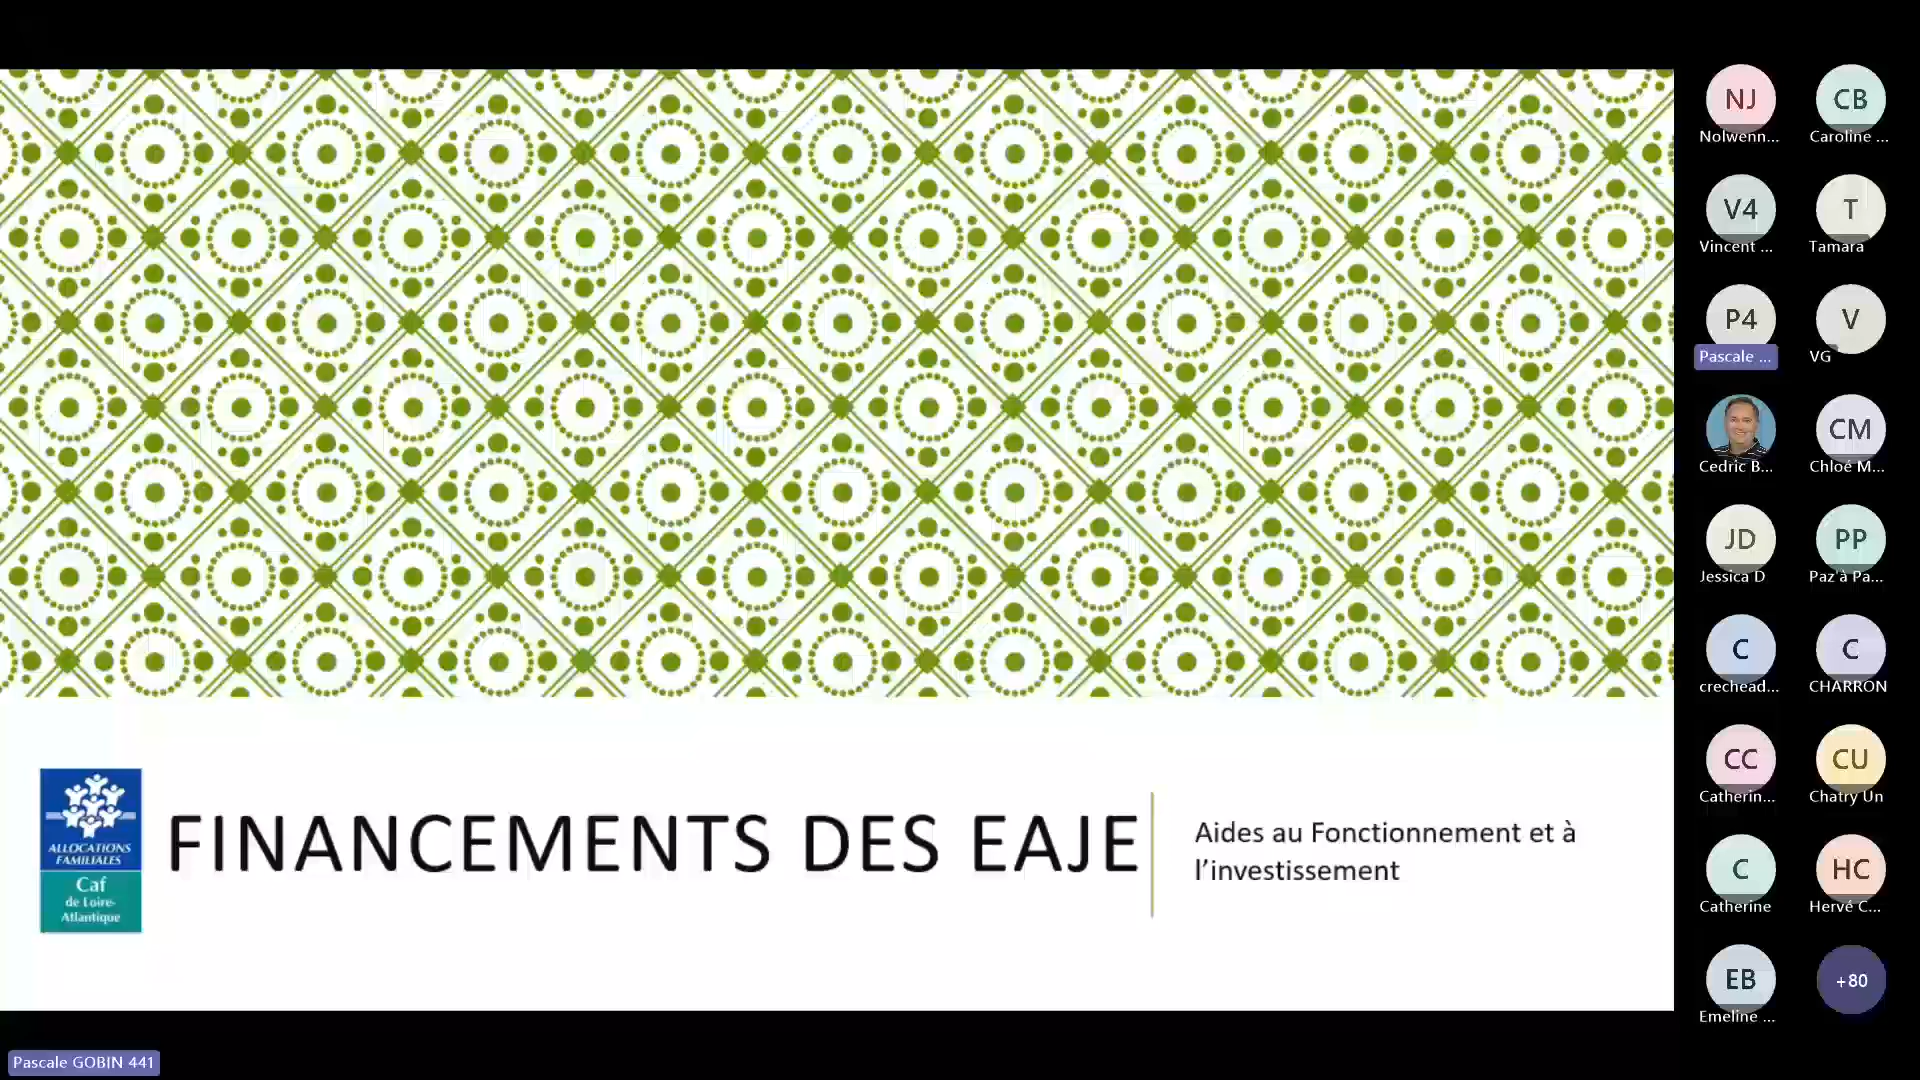 FINANCEMENTS DES EAJE
Aides au Fonctionnement et à
l'investissement
ALLOCATIONS
FAMILIALES
Caf
de Loire-
Atlantique
Pascale GOBIN 441
NJ
Nolwenn...
CB
Caroline ...
V4
Vincent ...
T
Tamara
P4
Pascale ...
V
VG
Cedric B...
CM
Chloé M...
JD
Jessica D
PP
Paz'à Pa...
C
crechead...
C
CHARRON
CC
Catherin...
CU
Chatry Un
C
Catherine
HC
Hervé C...
EB
Emeline ...
+80